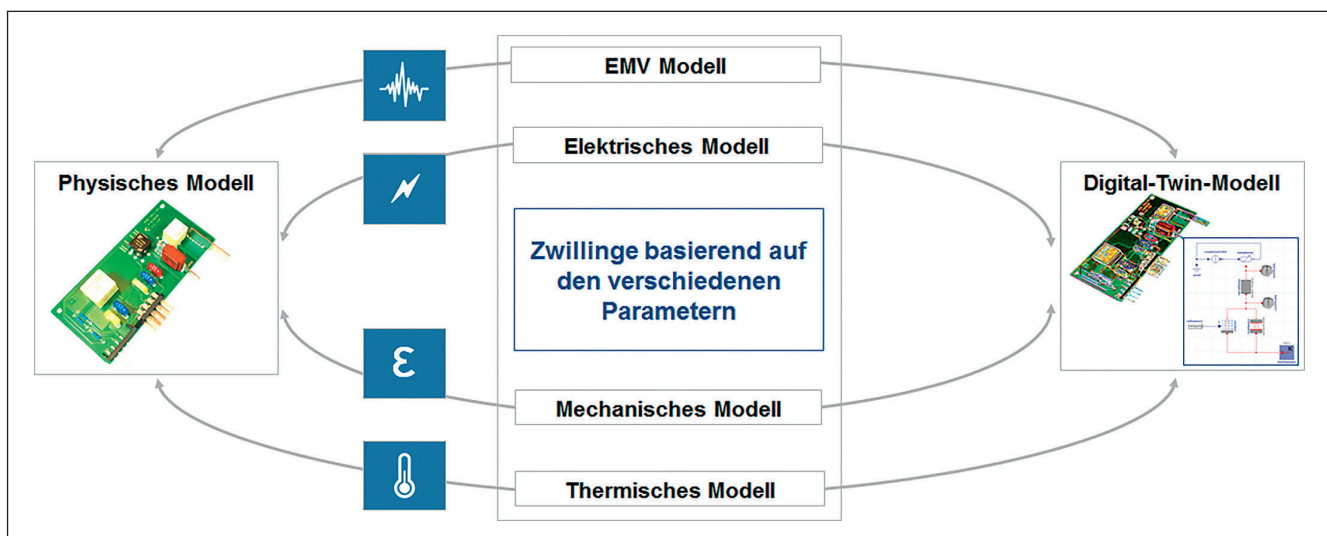 EMV Modell
Elektrisches Modell
Physisches Modell
Digital-Twin-Modell
Zwillinge basierend auf
den verschiedenen
Parametern
ε
Mechanisches Modell
Thermisches Modell